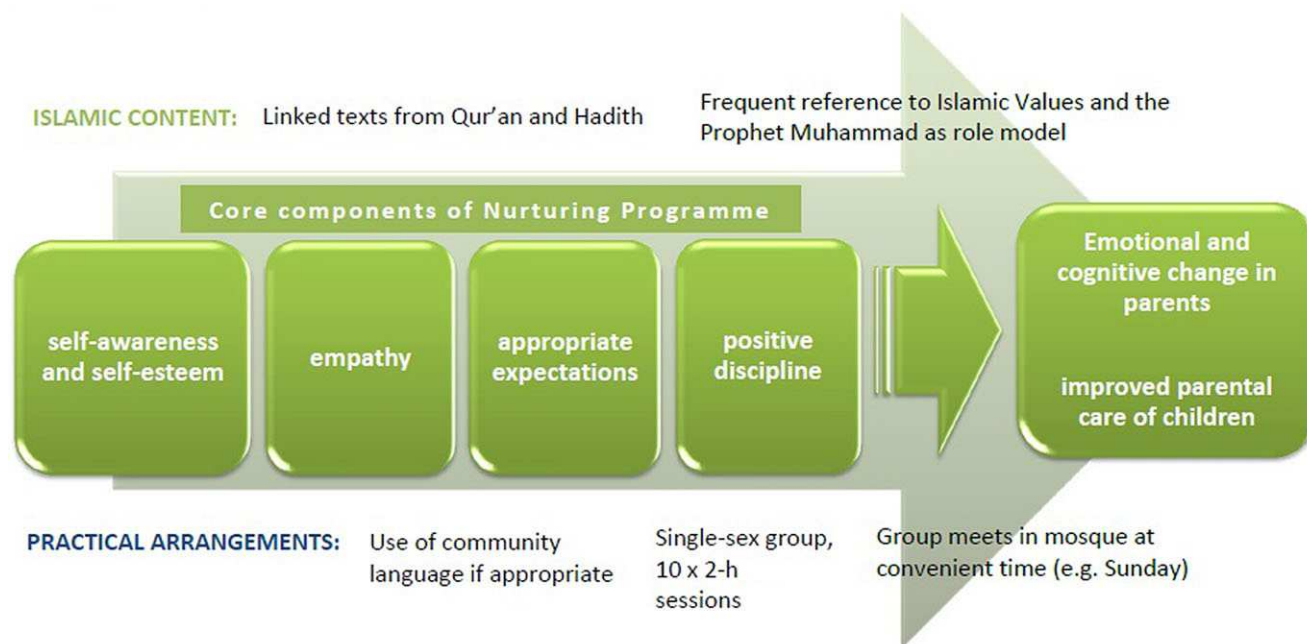 ISLAMIC CONTENT: Linked texts from Qur’an and Hadith
Frequent reference to Islamic Values and the
Prophet Muhammad as role model
Core components of Nurturing Programme
self-awareness
and self-esteem
empathy
appropriate
expectations
positive
discipline
Emotional and
cognitive change in
parents
improved parental
care of children
PRACTICAL ARRANGEMENTS:
Use of community
language if appropriate
Single-sex group,
10 x 2-h
sessions
Group meets in mosque at
convenient time (e.g. Sunday)